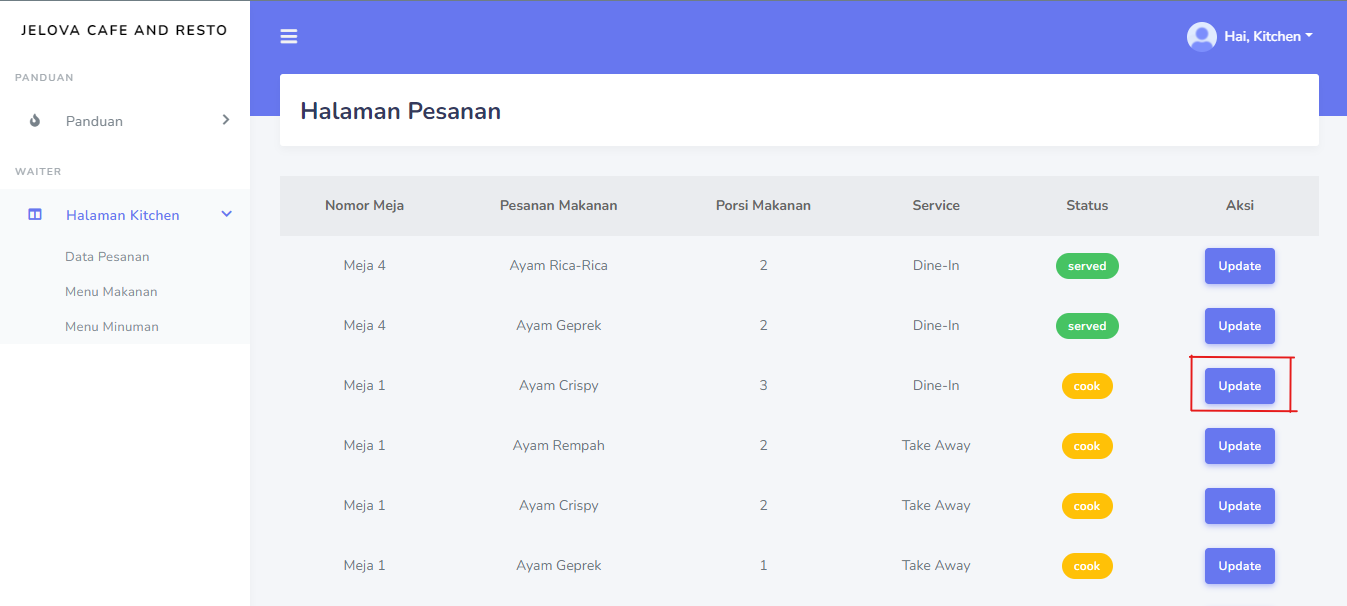 JELOVA CAFE AND RESTO
Hai, Kitchen
PANDUAN
Panduan
WAITER
Halaman Kitchen
Data Pesanan
Menu Makanan
Menu Minuman
Halaman Pesanan
Nomor Meja Pesanan Makanan Porsi Makanan Service Status Aksi
Meja 4 Ayam Rica-Rica 2 Dine-In served Update
Meja 4 Ayam Geprek 2 Dine-In served Update
Meja 1 Ayam Crispy 3 Dine-In cook Update
Meja 1 Ayam Rempah 2 Take Away cook Update
Meja 1 Ayam Crispy 2 Take Away cook Update
Meja 1 Ayam Geprek 1 Take Away cook Update